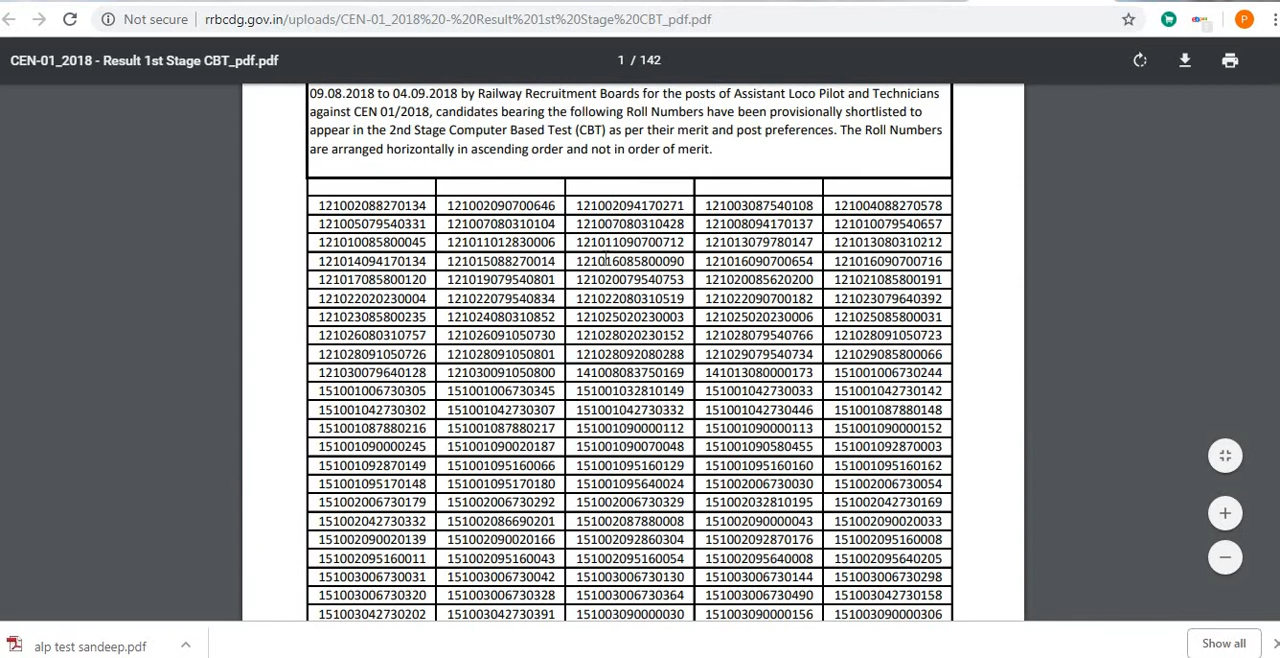 Not secure | rrbcdg.gov.in/uploads/CEN-01_2018%20-%20Result%201st%20Stage%20CBT_pdf.pdf
P
CEN-01_2018 - Result 1st Stage CBT_pdf.pdf 1 / 142
09.08.2018 to 04.09.2018 by Railway Recruitment Boards for the posts of Assistant Loco Pilot and Technicians
against CEN 01/2018, candidates bearing the following Roll Numbers have been provisionally shortlisted to
appear in the 2nd Stage Computer Based Test (CBT) as per their merit and post preferences. The Roll Numbers
are arranged horizontally in ascending order and not in order of merit.
121002088270134 121002090700646 121002094170271 121003087540108 121004088270578
121005079540331 121007080310104 121007080310428 121008094170137 121010079540657
121010085800045 121011012830006 121011090700712 121013079780147 121013080310212
121014094170134 121015088270014 121016085800090 121016090700654 121016090700716
121017085800120 121019079540801 121020079540753 121020085620200 121021085800191
121022020230004 121022079540834 121022080310519 121022090700182 121023079640392
121023085800235 121024080310852 121025020230003 121025020230006 121025085800031
121026080310757 121026091050730 121028020230152 121028079540766 121028091050723
121028091050726 121028091050801 121028092080288 121029079540734 121029085800066
121030079640128 121030091050800 141008083750169 141013080000173 151001006730244
151001006730305 151001006730345 151001032810149 151001042730033 151001042730142
151001042730302 151001042730307 151001042730332 151001042730446 151001087880148
151001087880216 151001087880217 151001090000112 151001090000113 151001090000152
151001090000245 151001090020187 151001090070048 151001090580455 151001092870003
151001092870149 151001095160066 151001095160129 151001095160160 151001095160162
151001095170148 151001095170180 151001095640024 151002006730030 151002006730054
151002006730179 151002006730292 151002006730329 151002032810195 151002042730169
151002042730332 151002086690201 151002087880008 151002090000043 151002090020033
151002090020139 151002090020166 151002092860304 151002092870176 151002095160008
151002095160011 151002095160043 151002095160054 151002095640008 151002095640205
151003006730031 151003006730042 151003006730130 151003006730144 151003006730298
151003006730320 151003006730328 151003006730364 151003006730490 151003042730158
151003042730202 151003042730391 151003090000030 151003090000156 151003090000306
alp test sandeep.pdf Show all